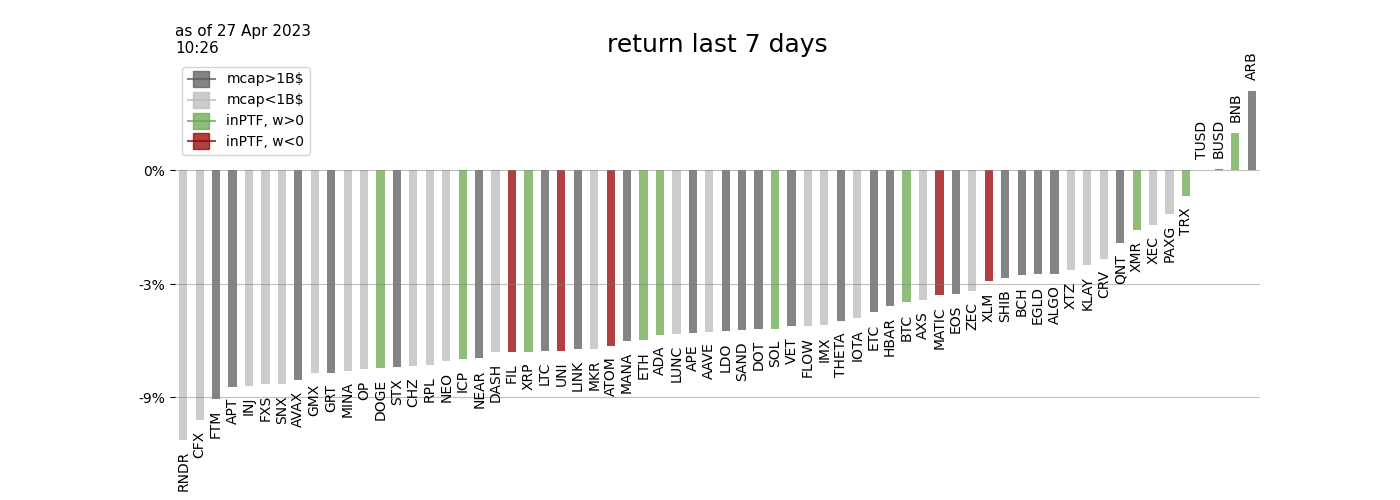 as of 27 Apr 2023
10:26
return last 7 days
mcap>1B$
mcap<1B$
inPTF, w>0
inPTF, w<0
0%
-3%
-9%
RNDR
CFX
FTM
APT
INJ
FXS
SNX
AVAX
GMX
GRT
MINA
OP
DOGE
STX
CHZ
RPL
NEO
ICP
NEAR
DASH
FIL
XRP
LTC
UNI
LINK
MKR
ATOM
MANA
ETH
ADA
LUNC
APE
AAVE
LDO
SAND
DOT
SOL
VET
FLOW
IMX
THETA
IOTA
ETC
HBAR
BTC
AXS
MATIC
EOS
ZEC
XLM
SHIB
BCH
EGLD
ALGO
XTZ
KLAY
CRV
QNT
XMR
XEC
PAXG
TRX
TUSD
BUSD
BNB
ARB